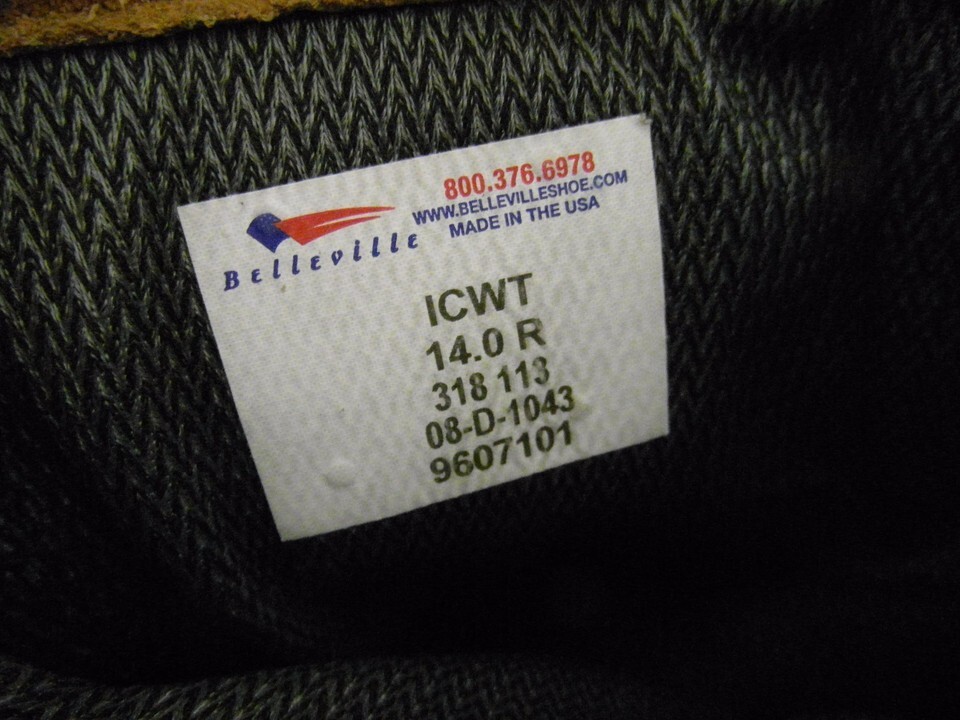 800.376.6978
WWW.BELLEVILLESHOE.COM
MADE IN THE USA
Belleville
ICWT
14.0 R
318 113
08-D-1043
9607101